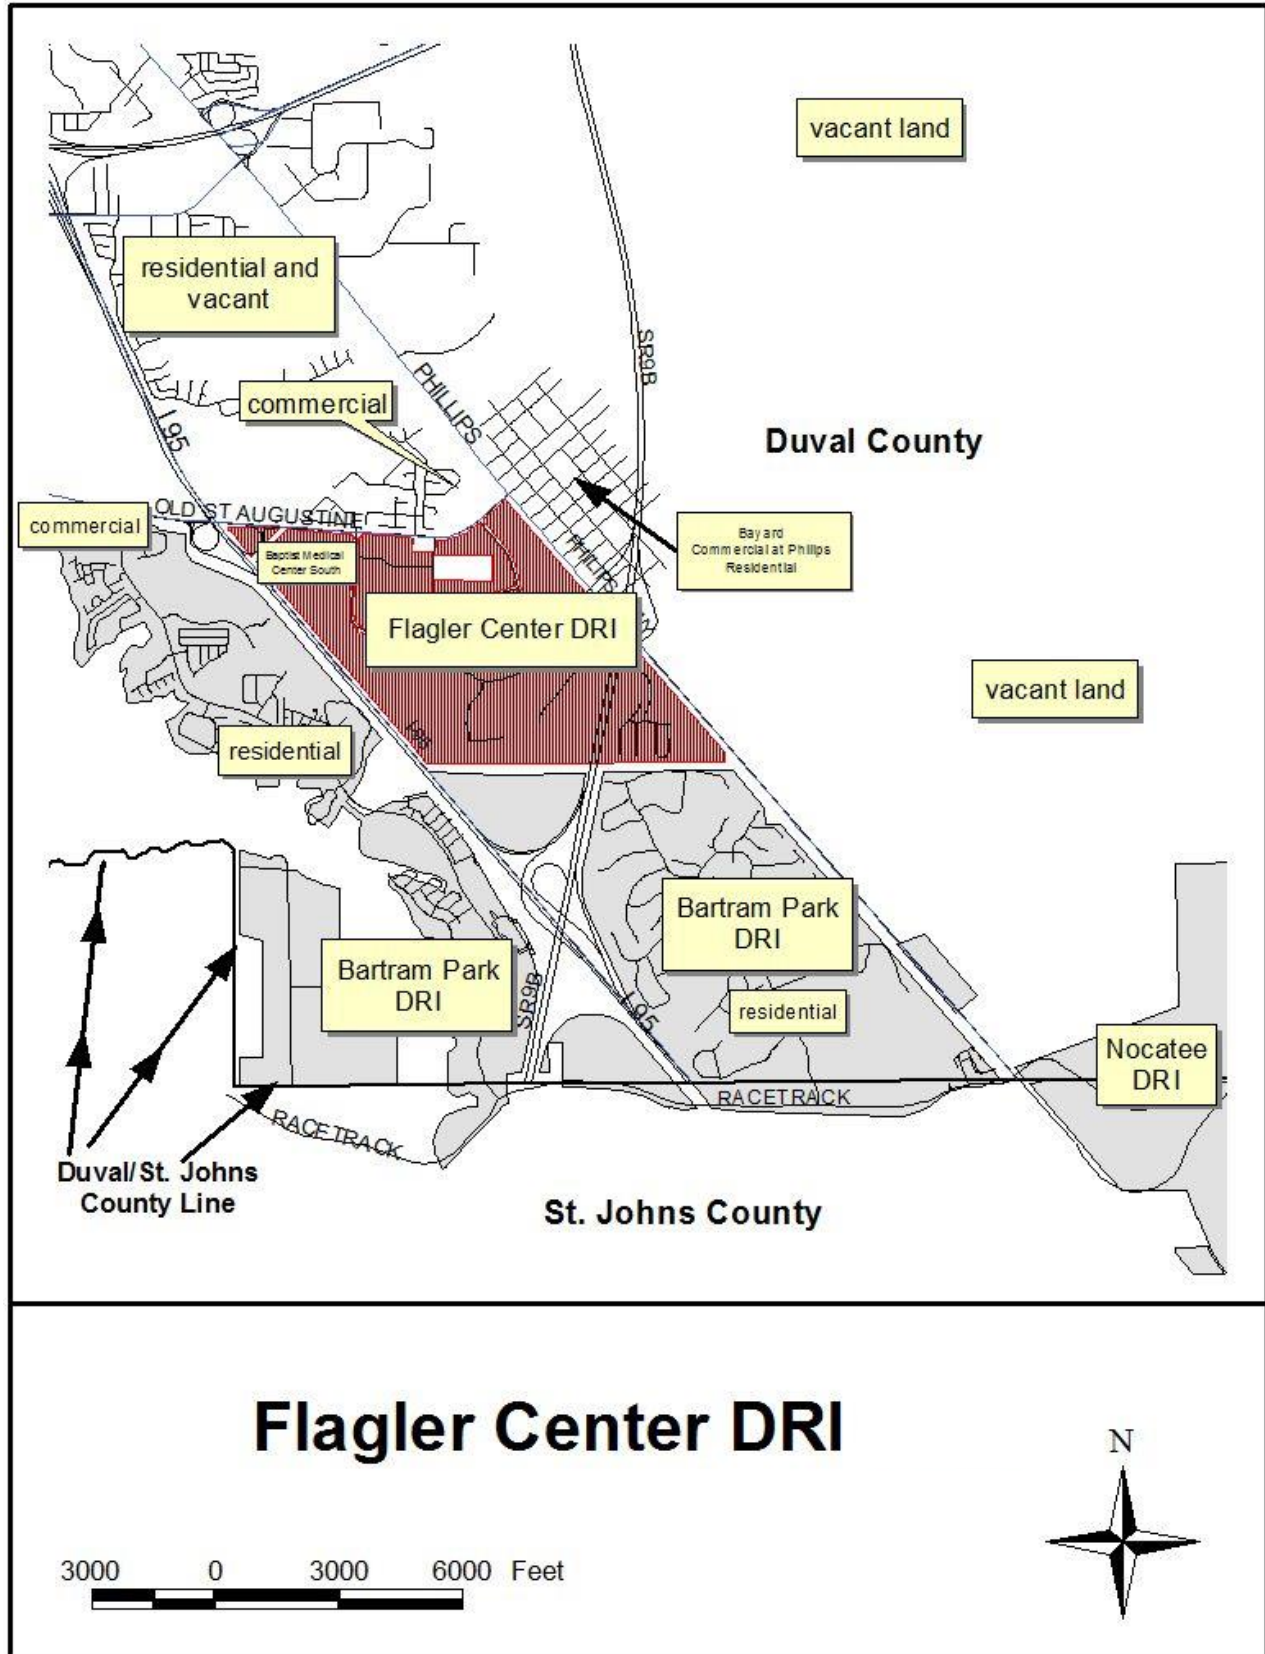 vacant land
residential and
vacant
SR9B
PHILLIPS
commercial
I 95
Duval County
OLD ST AUGUSTINE
commercial
Baptist Medical
Center South
Bayard
Commercial at Philips
Residential
PHILIPS
Flagler Center DRI
vacant land
residential
I 95
Bartram Park
DRI
Bartram Park
DRI
SR9B
I 95
residential
Nocatee
DRI
RACETRACK
RACETRACK
Duval/St. Johns
County Line
St. Johns County
Flagler Center DRI
N
3000 0 3000 6000 Feet